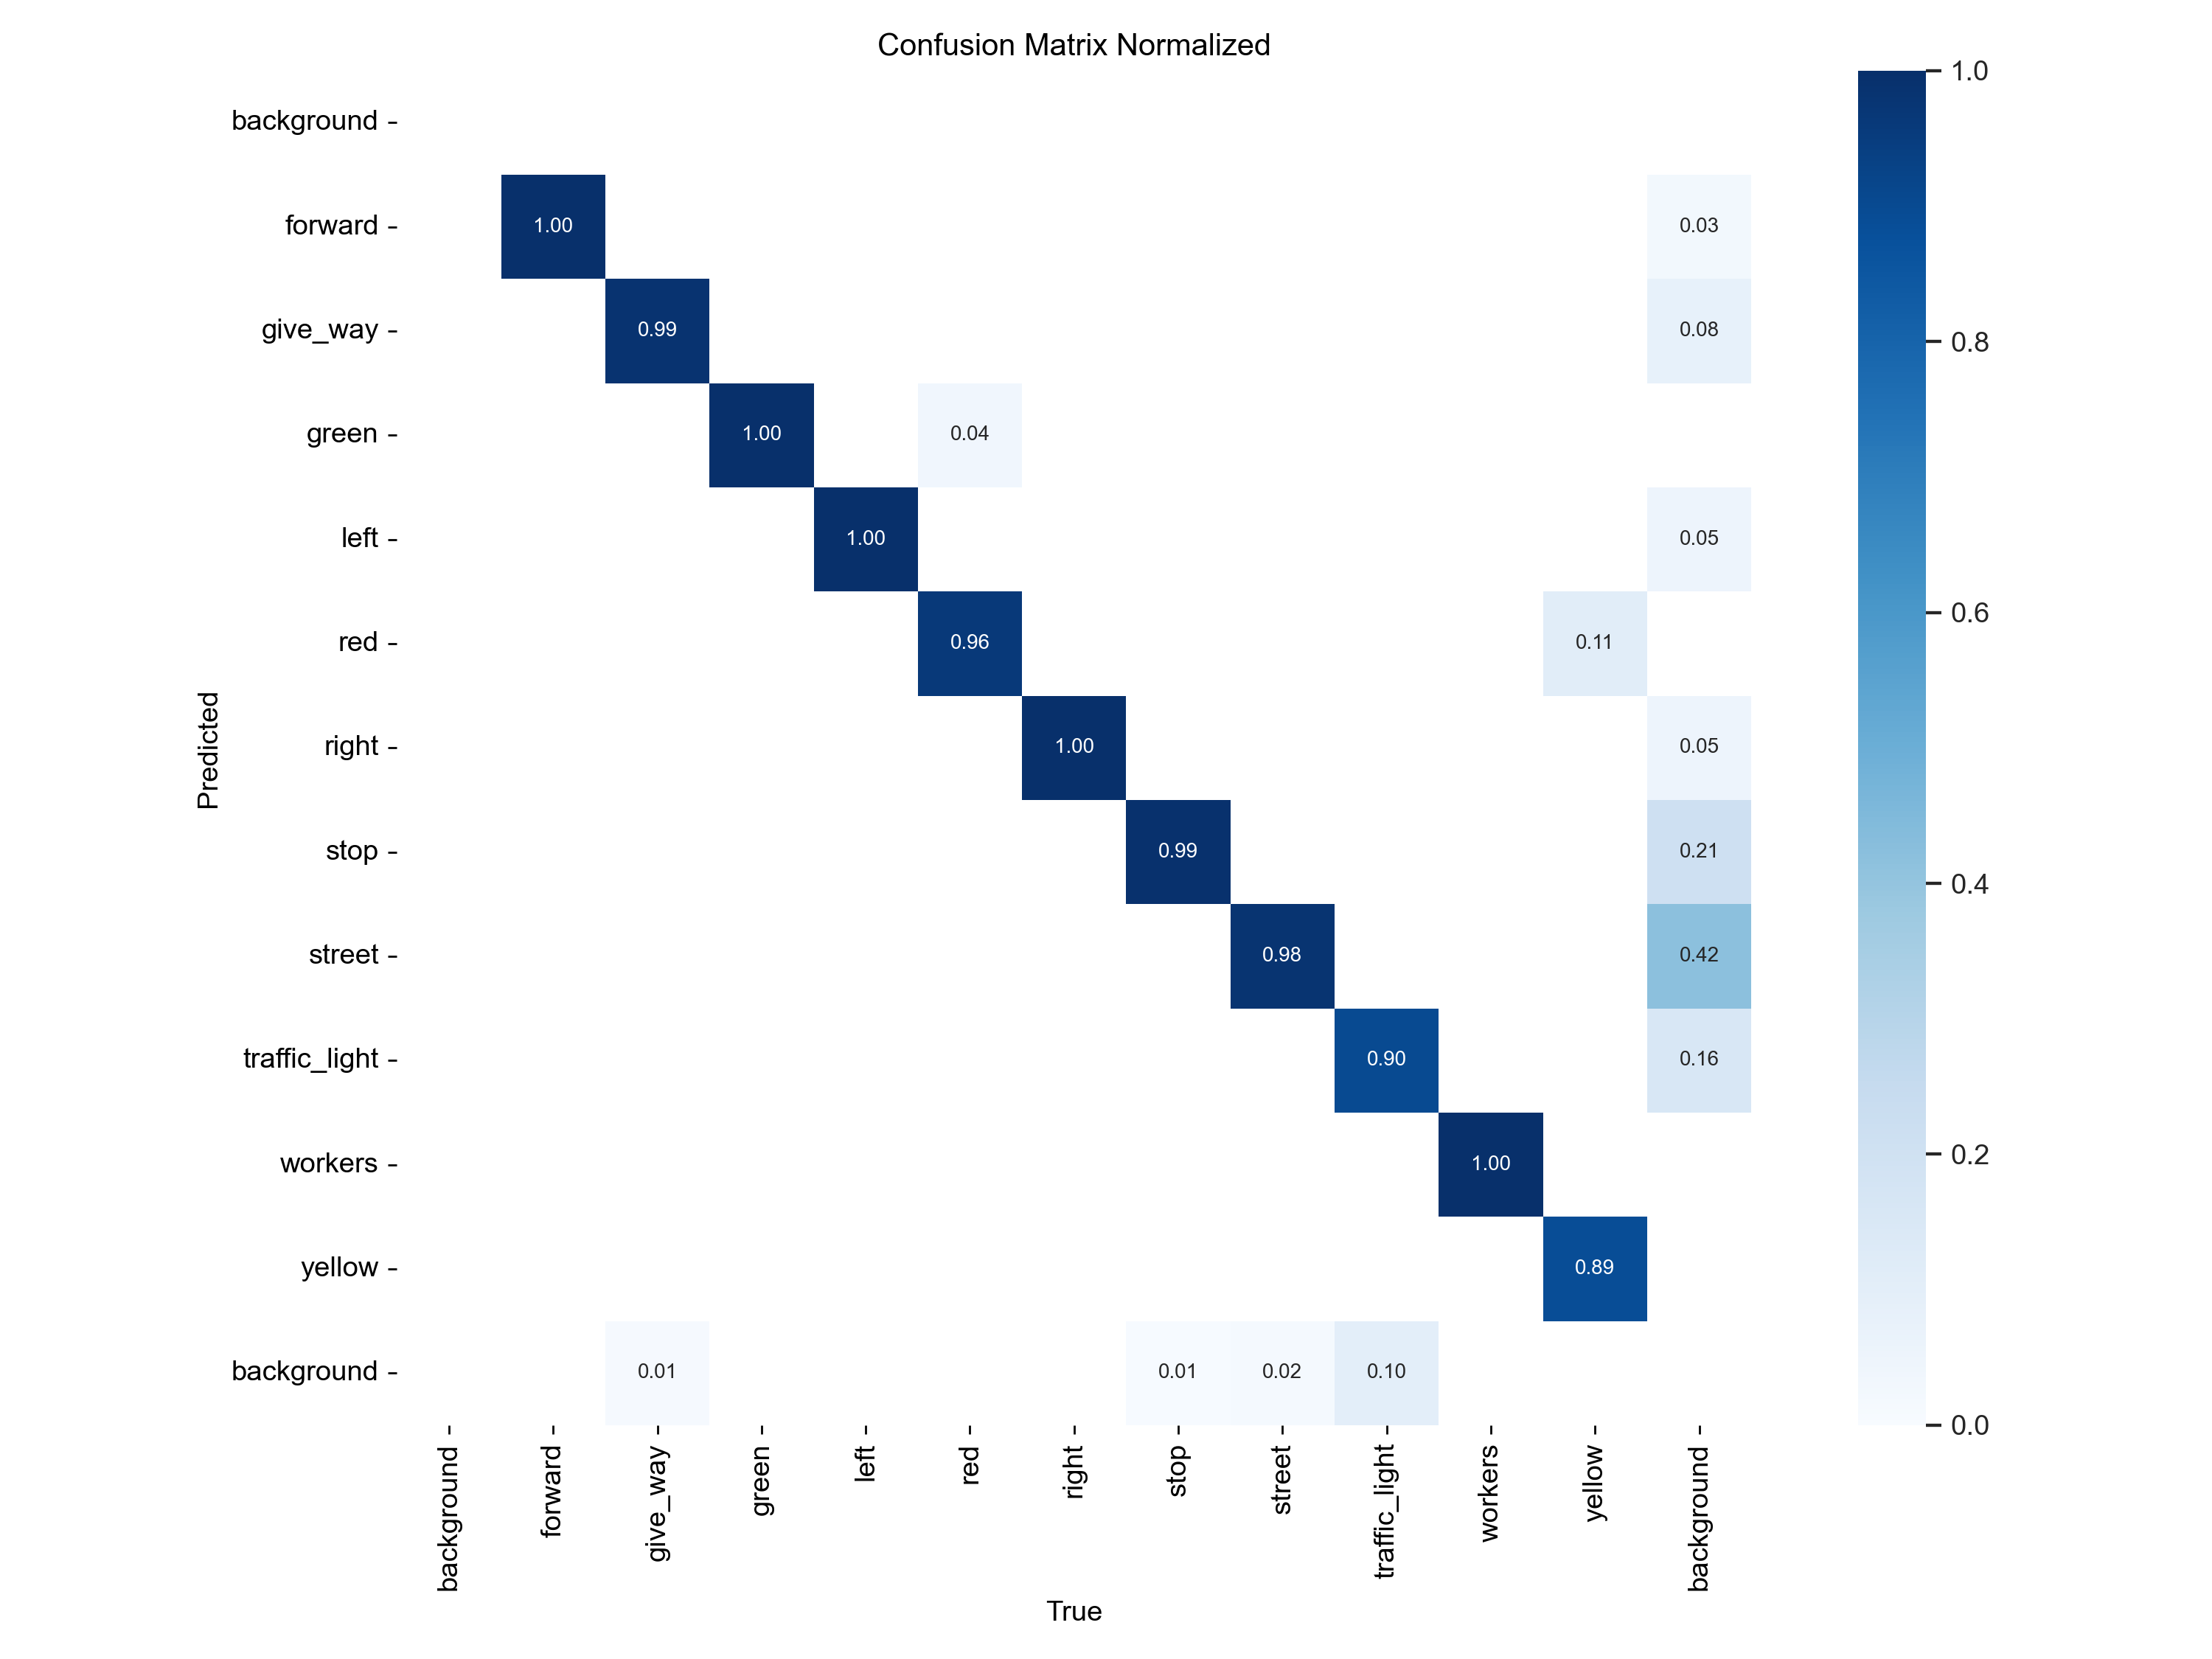 Confusion Matrix Normalized
background
forward 1.00 0.03
give_way 0.99 0.08
green 1.00 0.04
left 1.00 0.05
red 0.96 0.11
right 1.00 0.05
stop 0.99 0.21
street 0.98 0.42
traffic_light 0.90 0.16
workers 1.00
yellow 0.89
background 0.01 0.01 0.02 0.10
Predicted
background forward give_way green left red right stop street traffic_light workers yellow background
True
1.0
0.8
0.6
0.4
0.2
0.0